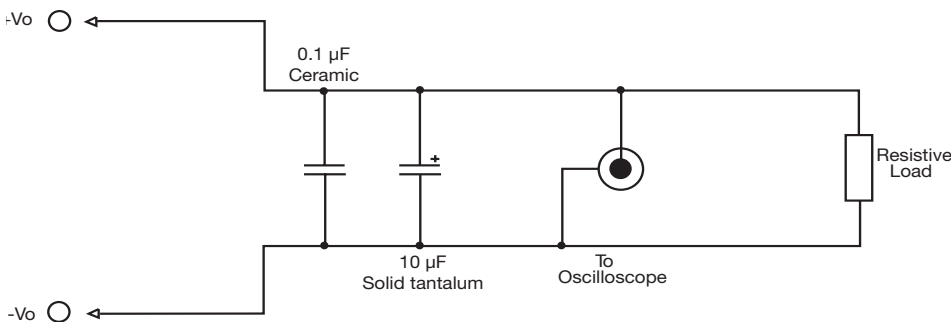 +Vo
0.1 µF
Ceramic
+
Resistive
Load
10 µF
Solid tantalum
To
Oscilloscope
-Vo